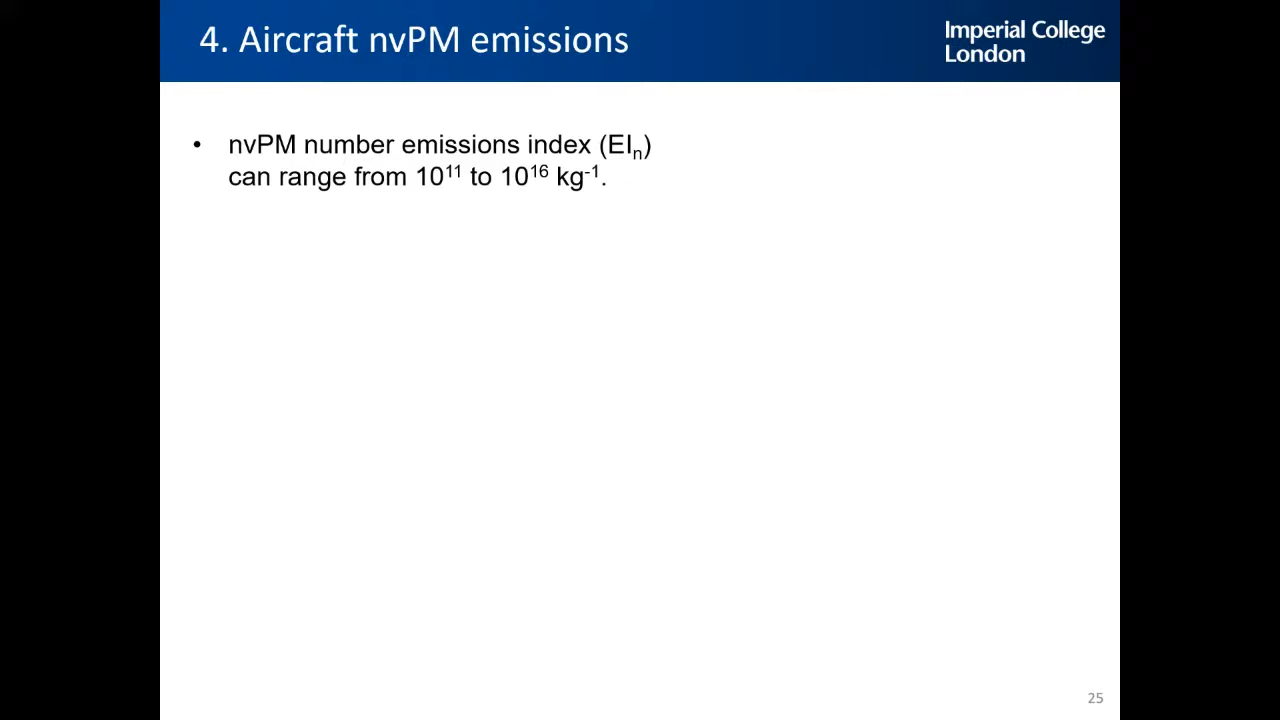 4. Aircraft nvPM emissions
Imperial College
London
• nvPM number emissions index (EIₙ)
can range from 10¹¹ to 10¹⁶ kg⁻¹.
25